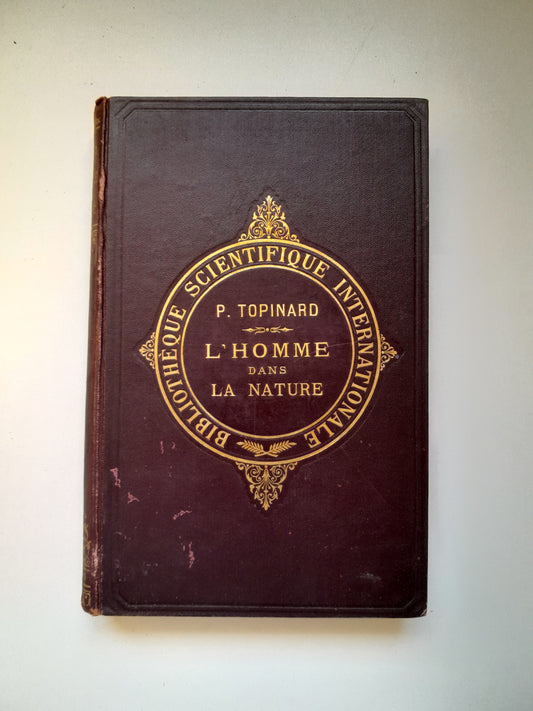 BIBLIOTHÈQUE SCIENTIFIQUE INTERNATIONALE
P. TOPINARD
L'HOMME
DANS
LA NATURE